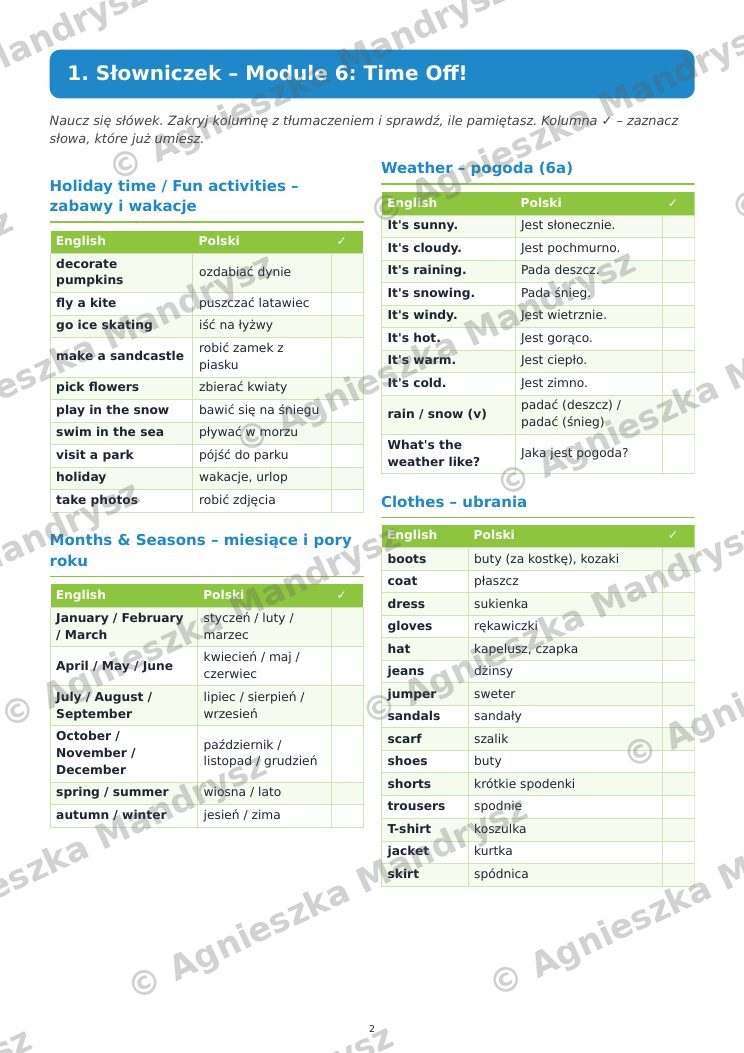 1. Słowniczek – Module 6: Time Off!
Naucz się słówek. Zakryj kolumnę z tłumaczeniem i sprawdź, ile pamiętasz. Kolumna ✓ – zaznacz
słowa, które już umiesz.
Holiday time / Fun activities –
zabawy i wakacje
English Polski ✓
decorate
pumpkins
ozdabiać dynie
fly a kite puszczać latawiec
go ice skating iść na łyżwy
make a sandcastle
robić zamek z
piasku
pick flowers zbierać kwiaty
play in the snow bawić się na śniegu
swim in the sea pływać w morzu
visit a park pójść do parku
holiday wakacje, urlop
take photos robić zdjęcia
Months & Seasons – miesiące i pory
roku
English Polski ✓
January / February
/ March
styczeń / luty /
marzec
April / May / June
kwiecień / maj /
czerwiec
July / August /
September
lipiec / sierpień /
wrzesień
October /
November /
December
październik /
listopad / grudzień
spring / summer wiosna / lato
autumn / winter jesień / zima
Weather – pogoda (6a)
English Polski ✓
It's sunny. Jest słonecznie.
It's cloudy. Jest pochmurno.
It's raining. Pada deszcz.
It's snowing. Pada śnieg.
It's windy. Jest wietrznie.
It's hot. Jest gorąco.
It's warm. Jest ciepło.
It's cold. Jest zimno.
rain / snow (v)
padać (deszcz) /
padać (śnieg)
What's the
weather like?
Jaka jest pogoda?
Clothes – ubrania
English Polski ✓
boots buty (za kostkę), kozaki
coat płaszcz
dress sukienka
gloves rękawiczki
hat kapelusz, czapka
jeans dżinsy
jumper sweter
sandals sandały
scarf szalik
shoes buty
shorts krótkie spodenki
trousers spodnie
T-shirt koszulka
jacket kurtka
skirt spódnica
2
© Agnieszka Mandrysz